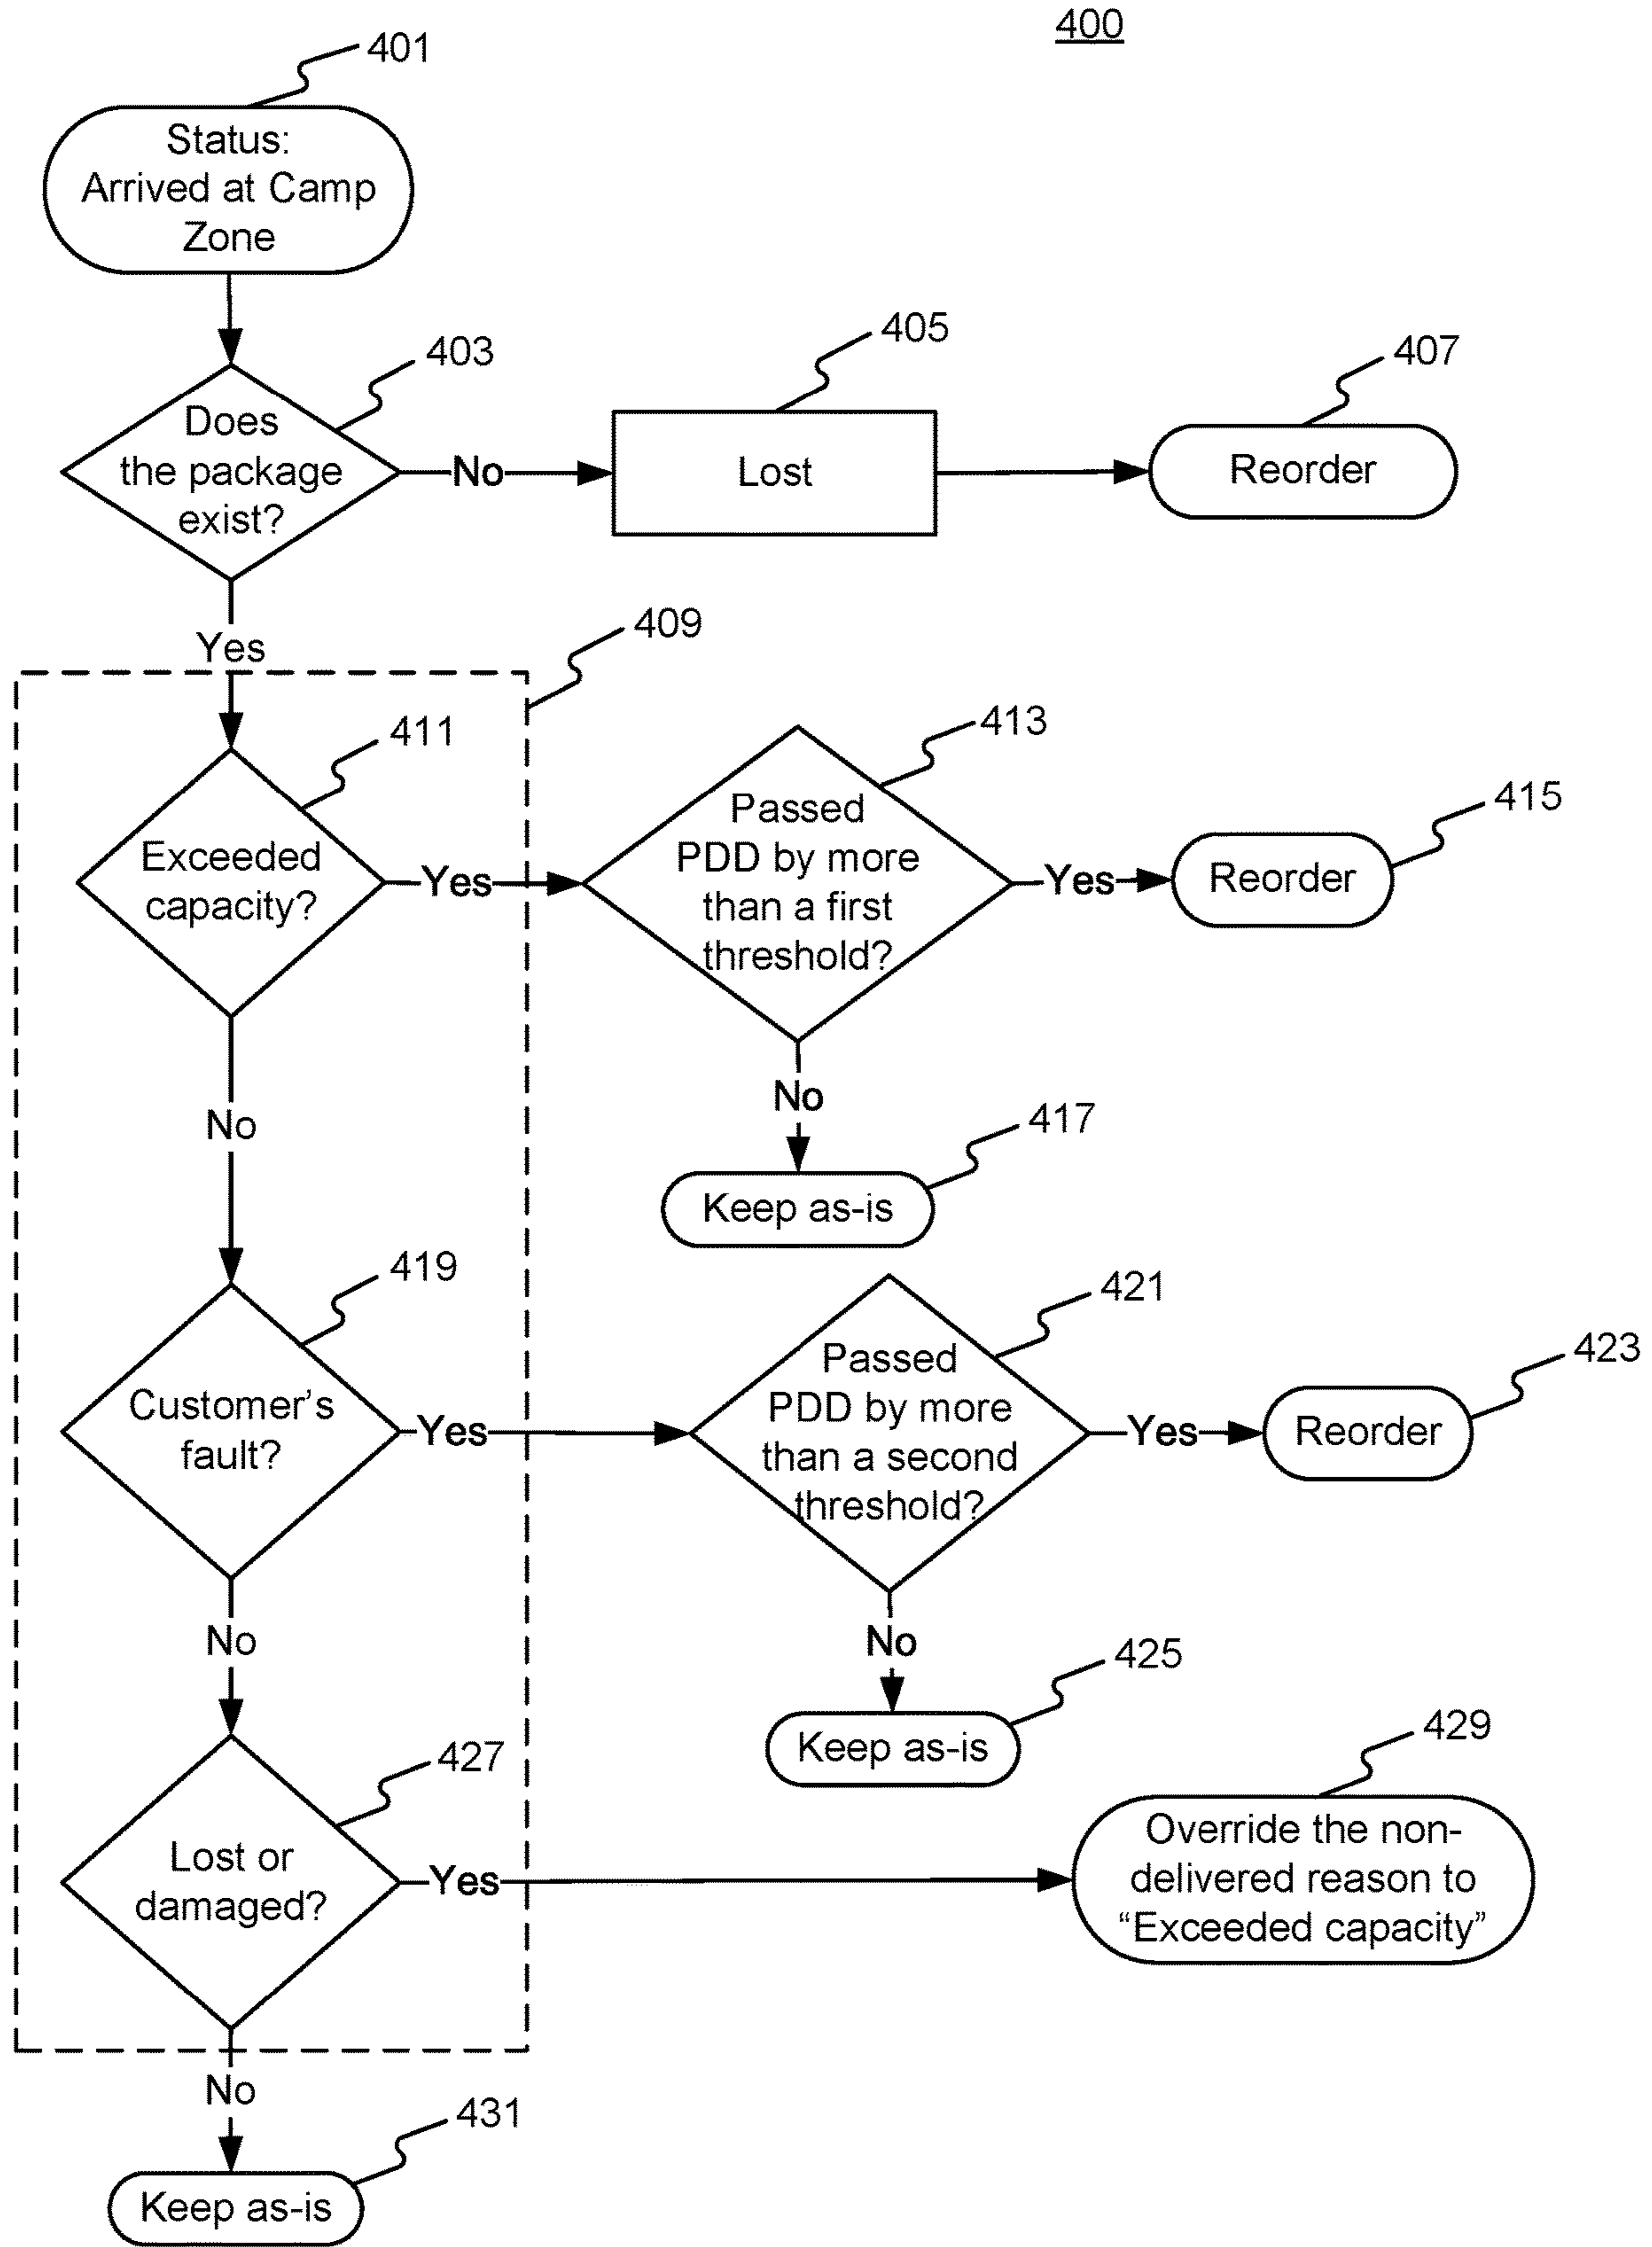 400
401
Status:
Arrived at Camp
Zone
403
Does
the package
exist?
No
405
Lost
407
Reorder
Yes
409
411
Exceeded
capacity?
Yes
413
Passed
PDD by more
than a first
threshold?
Yes
415
Reorder
No
417
Keep as-is
No
419
Customer's
fault?
Yes
421
Passed
PDD by more
than a second
threshold?
Yes
423
Reorder
No
425
Keep as-is
No
427
Lost or
damaged?
Yes
429
Override the non-
delivered reason to
“Exceeded capacity”
No
431
Keep as-is